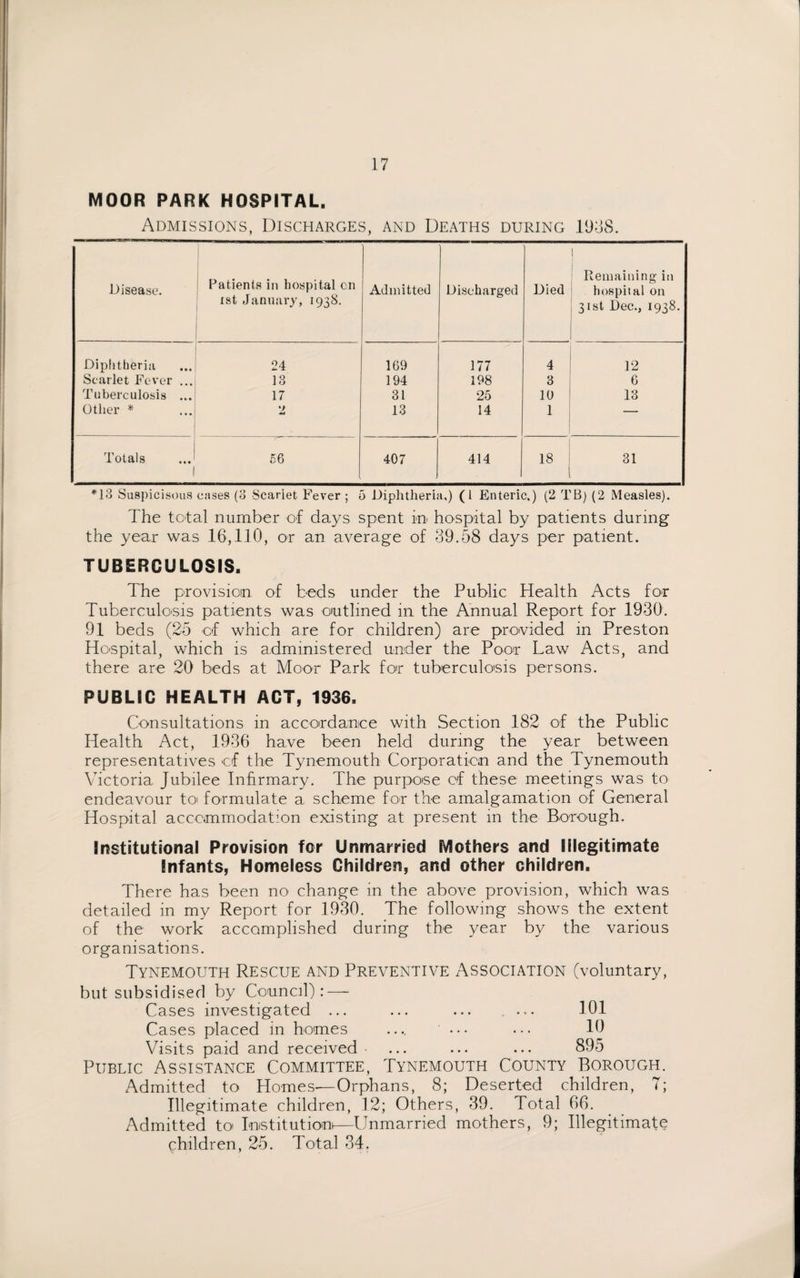 17
MOOR PARK HOSPITAL.
Admissions, Discharges, and Deaths during 1938.
Disease. | Patients in hospital on 1st January, 1938. | Admitted | Discharged | Died | Remaining in hospital on 31st Dec., 1938.
Diphtheria ... 24 169 177 4 12
Scarlet Fever ... 13 194 198 3 6
Tuberculosis ... 17 31 25 10 13
Other * ... 2 13 14 1 —
Totals ... 56 407 414 18 31
*13 Suspicisous cases (3 Scarlet Fever ; 5 Diphtheria,) (1 Enteric.) (2 TB) (2 Measles).
The total number of days spent in hospital by patients during
the year was 16,110, or an average of 39.58 days per patient.
TUBERCULOSIS.
The provision of beds under the Public Health Acts for
Tuberculosis patients was outlined in the Annual Report for 1930.
91 beds (25 of which are for children) are provided in Preston
Hospital, which is administered under the Poor Law Acts, and
there are 20 beds at Moor Park for tuberculosis persons.
PUBLIC HEALTH ACT, 1936.
Consultations in accordance with Section 182 of the Public
Health Act, 1936 have been held during the year between
representatives of the Tynemouth Corporation and the Tynemouth
Victoria Jubilee Infirmary. The purpose of these meetings was to
endeavour to formulate a scheme for the amalgamation of General
Hospital accommodation existing at present in the Borough.
Institutional Provision for Unmarried Mothers and Illegitimate
Infants, Homeless Children, and other children.
There has been no change in the above provision, which was
detailed in my Report for 1930. The following shows the extent
of the work accomplished during the year by the various
organisations.
Tynemouth Rescue and Preventive Association (voluntary,
but subsidised by Council) : —
Cases investigated ... ... ... ... 101
Cases placed in homes ... ... ... 10
Visits paid and received ... ... ... 895
Public Assistance Committee, Tynemouth County Borough.
Admitted to Homes—Orphans, 8; Deserted children, 7;
Illegitimate children, 12; Others, 39. Total 66.
Admitted to Institution—Unmarried mothers, 9; Illegitimate
children, 25. Total 34.